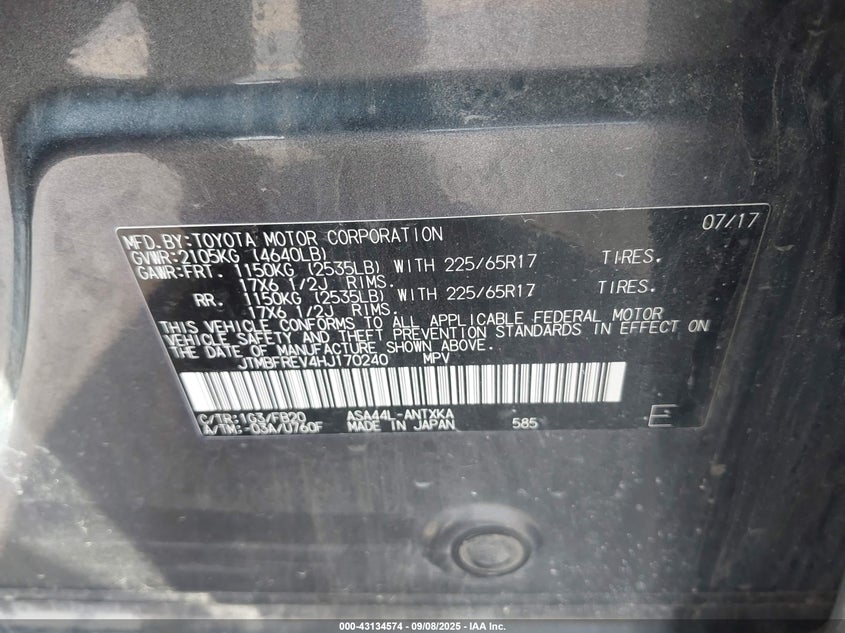 07/17
MFD.BY:TOYOTA MOTOR CORPORATION
GVWR:2105KG (4640LB)
GAWR:FRT. 1150KG (2535LB) WITH 225/65R17 TIRES.
17X6 1/2J RIMS.
RR. 1150KG (2535LB) WITH 225/65R17 TIRES.
17X6 1/2J RIMS.
THIS VEHICLE CONFORMS TO ALL APPLICABLE FEDERAL MOTOR
VEHICLE SAFETY AND THEFT PREVENTION STANDARDS IN EFFECT ON
THE DATE OF MANUFACTURE SHOWN ABOVE.
JTMBFREV4HJ170240 MPV
C/TR:1G3/FB20 ASA44L-ANTXKA
A/TM:-03A/U760F MADE IN JAPAN 585 E
000-43134574 - 09/08/2025 - IAA Inc.